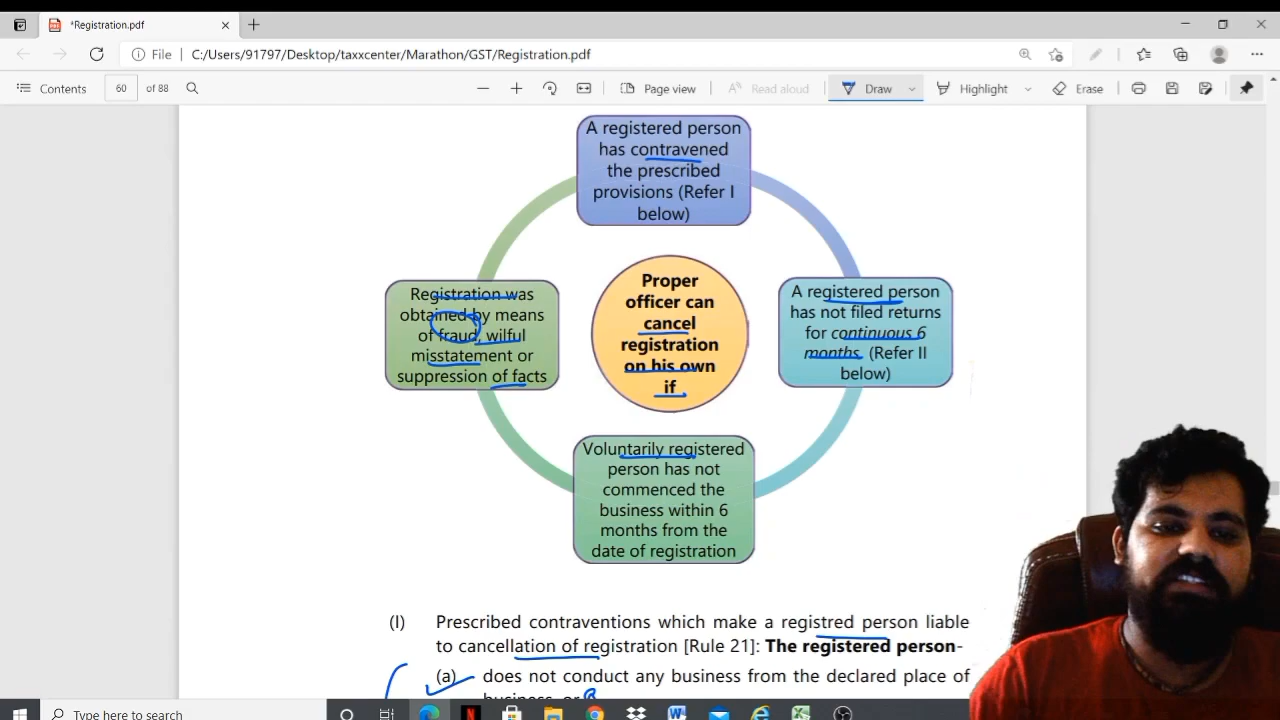 *Registration.pdf
File
C:/Users/91797/Desktop/taxxcenter/Marathon/GST/Registration.pdf
Contents
60
of 88
Page view
Read aloud
Draw
Highlight
Erase
A registered person
has contravened
the prescribed
provisions (Refer I
below)
Registration was
obtained by means
of fraud, wilful
misstatement or
suppression of facts
Proper
officer can
cancel
registration
on his own
if
A registered person
has not filed returns
for continuous 6
months. (Refer II
below)
Voluntarily registered
person has not
commenced the
business within 6
months from the
date of registration
(I) Prescribed contraventions which make a registred person liable
to cancellation of registration [Rule 21]: The registered person-
(a) does not conduct any business from the declared place of
business, or
Type here to search